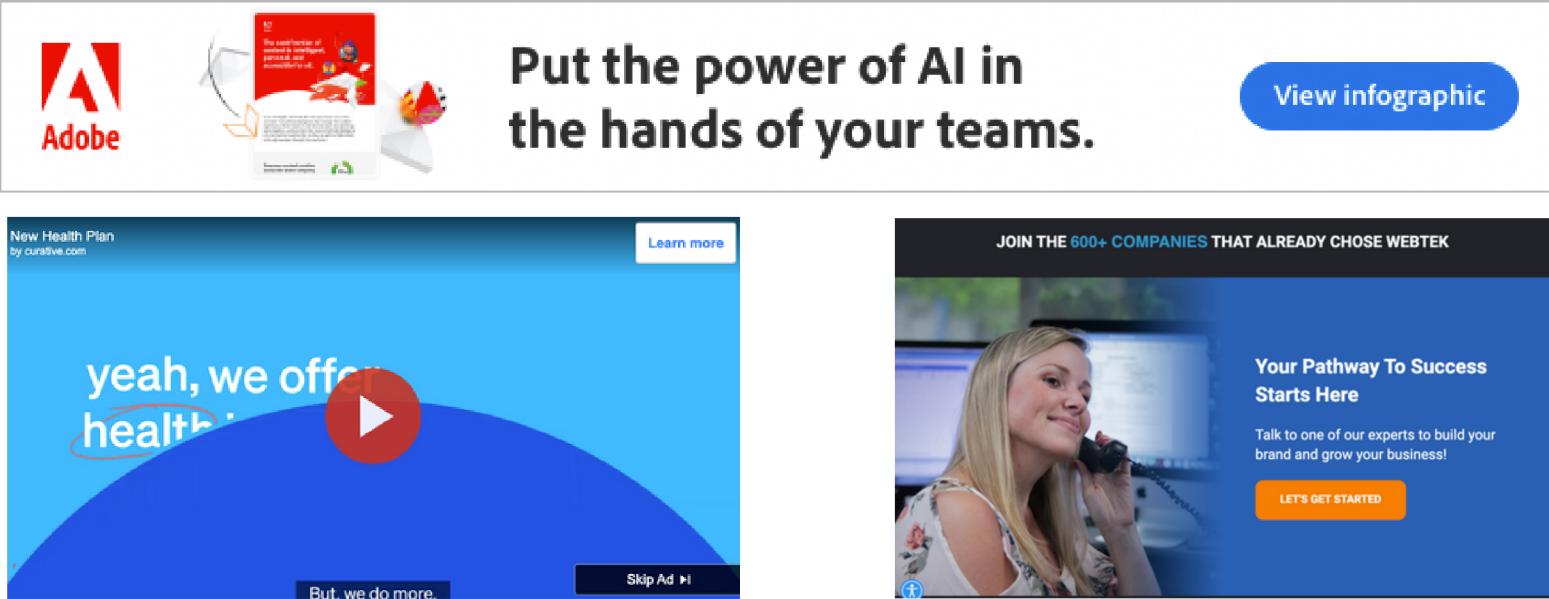 Adobe
Put the power of AI in
the hands of your teams.
View infographic
New Health Plan
by curative.com
Learn more
yeah, we offer
health
But, we do more.
Skip Ad
JOIN THE 600+ COMPANIES THAT ALREADY CHOSE WEBTEK
Your Pathway To Success
Starts Here
Talk to one of our experts to build your
brand and grow your business!
LET'S GET STARTED